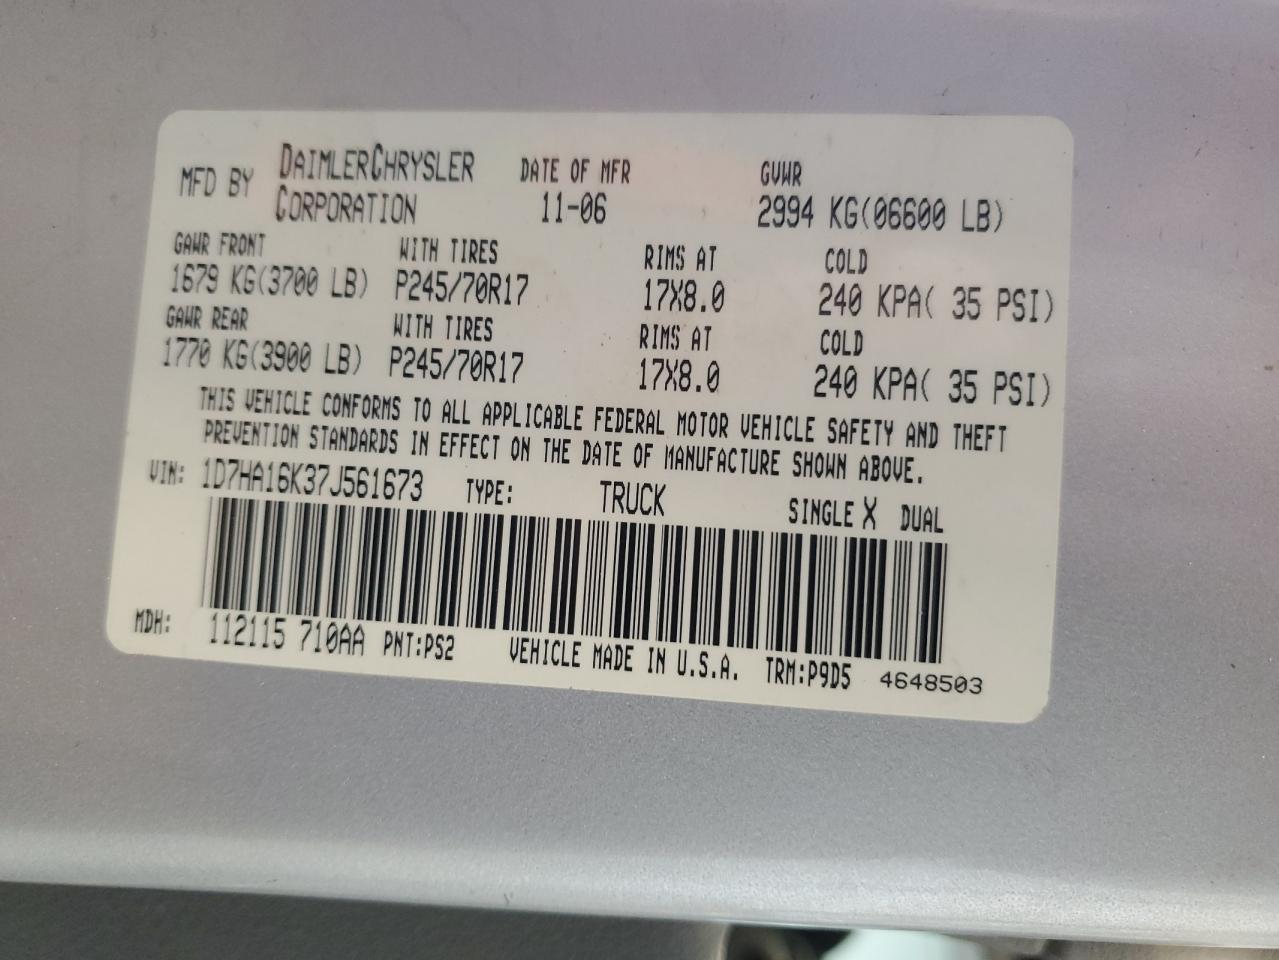 MFD BY DAIMLERCHRYSLER CORPORATION DATE OF MFR 11-06 GVWR 2994 KG(06600 LB)
GAWR FRONT WITH TIRES RIMS AT COLD
1679 KG(3700 LB) P245/70R17 17X8.0 240 KPA( 35 PSI)
GAWR REAR WITH TIRES RIMS AT COLD
1770 KG(3900 LB) P245/70R17 17X8.0 240 KPA( 35 PSI)
THIS VEHICLE CONFORMS TO ALL APPLICABLE FEDERAL MOTOR VEHICLE SAFETY AND THEFT
PREVENTION STANDARDS IN EFFECT ON THE DATE OF MANUFACTURE SHOWN ABOVE.
VIN: 1D7HA16K37J561673 TYPE: TRUCK SINGLE X DUAL
MDH: 112115 710AA PNT:PS2 VEHICLE MADE IN U.S.A. TRM:P9D5 4648503